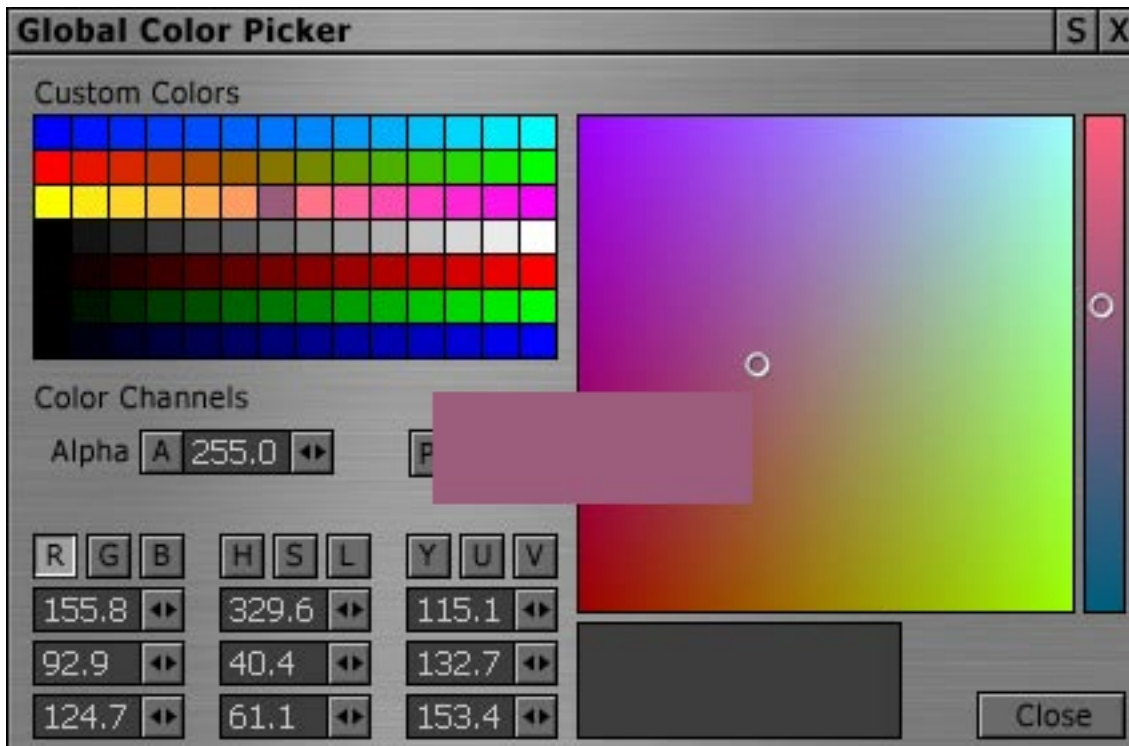 Global Color Picker S X
Custom Colors
Color Channels
Alpha A 255.0
R G B H S L Y U V
155.8 329.6 115.1
92.9 40.4 132.7
124.7 61.1 153.4
Close